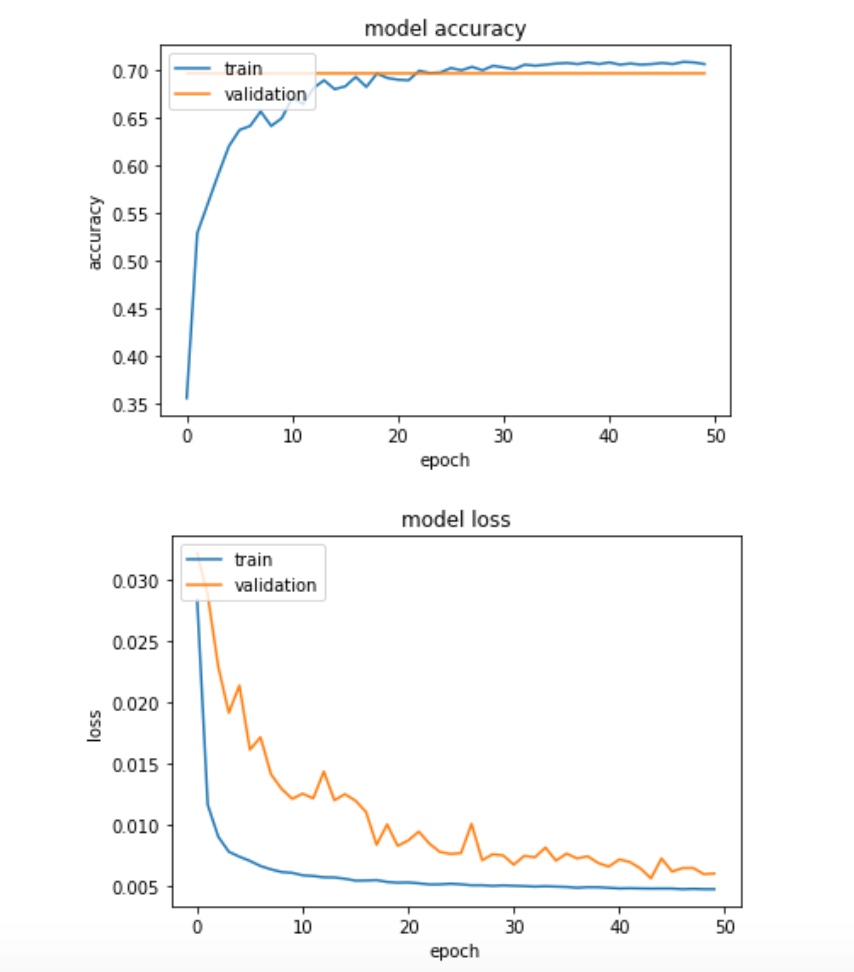 model accuracy
train
validation
0.70
0.65
0.60
0.55
0.50
0.45
0.40
0.35
accuracy
0 10 20 30 40 50
epoch
model loss
train
validation
0.030
0.025
0.020
0.015
0.010
0.005
loss
0 10 20 30 40 50
epoch